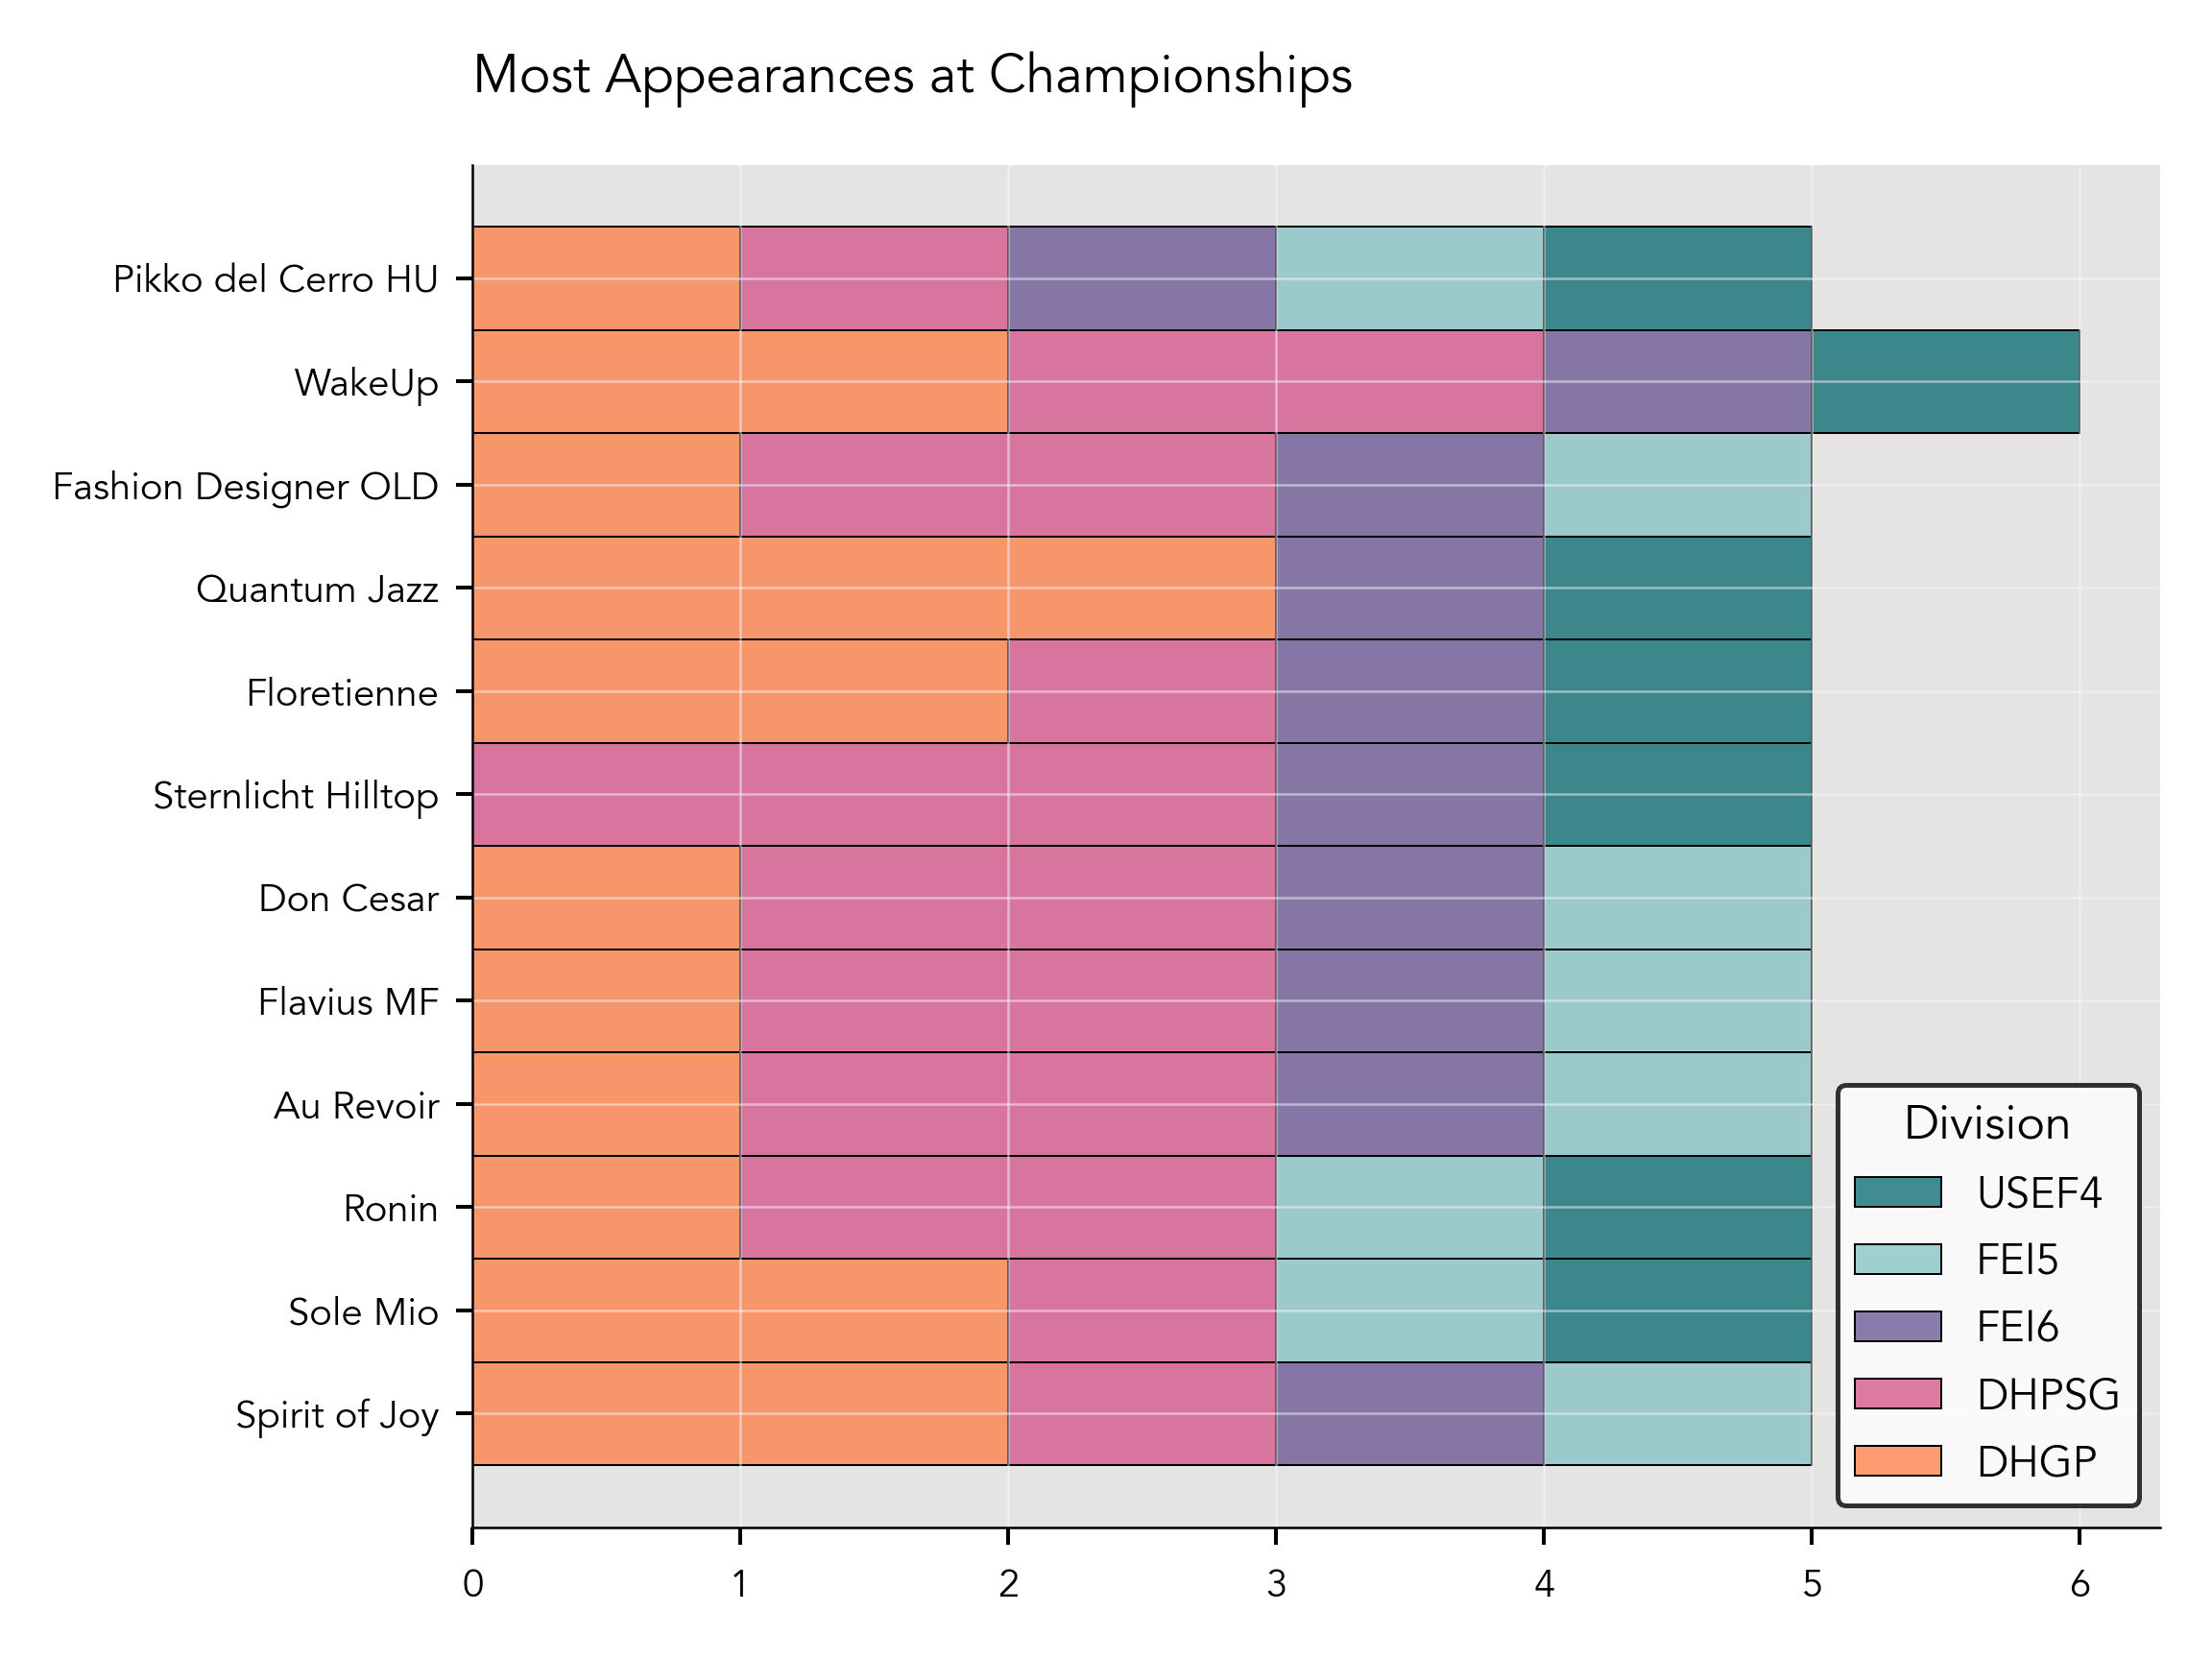 Most Appearances at Championships
Pikko del Cerro HU
WakeUp
Fashion Designer OLD
Quantum Jazz
Floretienne
Sternlicht Hilltop
Don Cesar
Flavius MF
Au Revoir
Ronin
Sole Mio
Spirit of Joy
Division
USEF4
FEI5
FEI6
DHPSG
DHGP
0 1 2 3 4 5 6